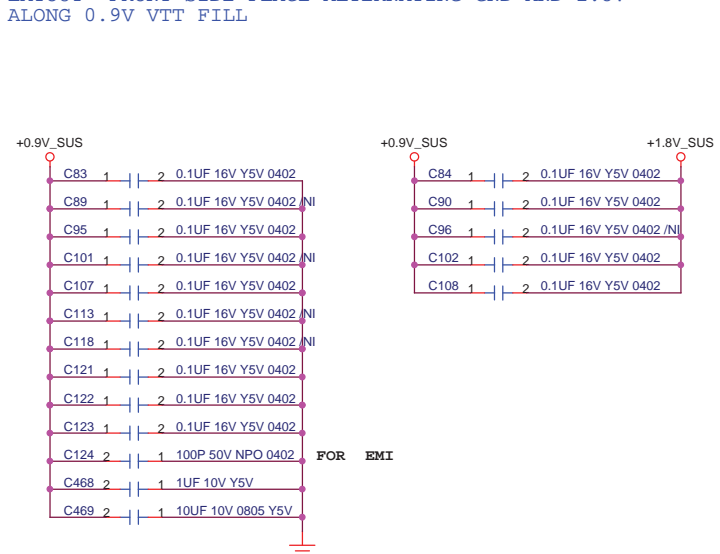 ALONG 0.9V VTT FILL
+0.9V_SUS
C83 1 2 0.1UF 16V Y5V 0402
C89 1 2 0.1UF 16V Y5V 0402 /NI
C95 1 2 0.1UF 16V Y5V 0402
C101 1 2 0.1UF 16V Y5V 0402 /NI
C107 1 2 0.1UF 16V Y5V 0402
C113 1 2 0.1UF 16V Y5V 0402 /NI
C118 1 2 0.1UF 16V Y5V 0402 /NI
C121 1 2 0.1UF 16V Y5V 0402
C122 1 2 0.1UF 16V Y5V 0402
C123 1 2 0.1UF 16V Y5V 0402
C124 2 1 100P 50V NPO 0402 FOR EMI
C468 2 1 1UF 10V Y5V
C469 2 1 10UF 10V 0805 Y5V
+0.9V_SUS +1.8V_SUS
C84 1 2 0.1UF 16V Y5V 0402
C90 1 2 0.1UF 16V Y5V 0402
C96 1 2 0.1UF 16V Y5V 0402 /NI
C102 1 2 0.1UF 16V Y5V 0402
C108 1 2 0.1UF 16V Y5V 0402